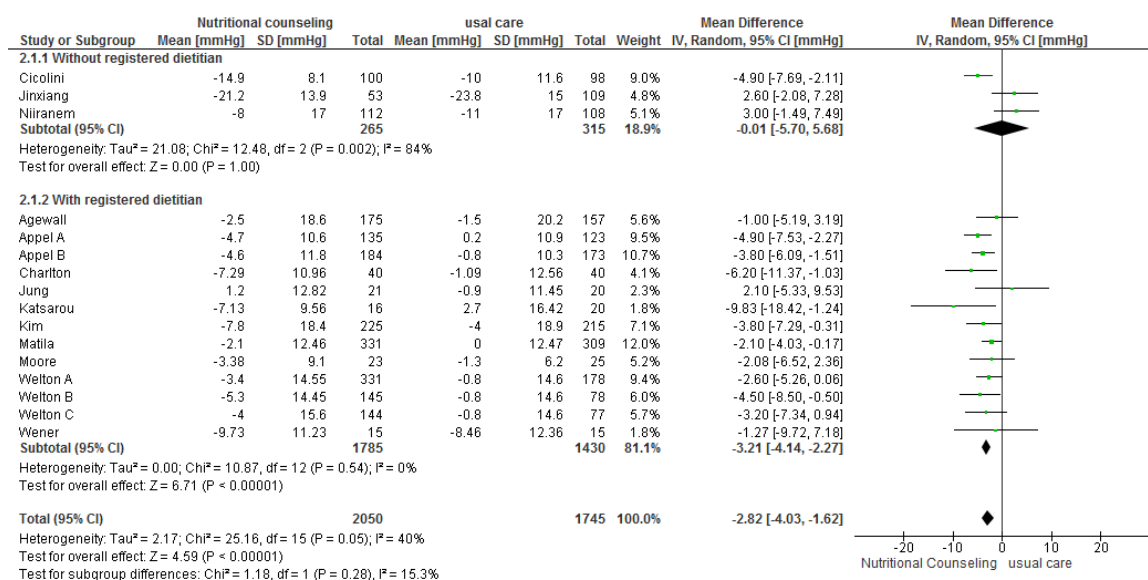 Nutritional counseling usal care Mean Difference Mean Difference
Study or Subgroup Mean [mmHg] SD [mmHg] Total Mean [mmHg] SD [mmHg] Total Weight IV, Random, 95% CI [mmHg] IV, Random, 95% CI [mmHg]
2.1.1 Without registered dietitian
Cicolini -14.9 8.1 100 -10 11.6 98 9.0% -4.90 [-7.69, -2.11]
Jinxiang -21.2 13.9 53 -23.8 15 109 4.8% 2.60 [-2.08, 7.28]
Niiranem -8 17 112 -11 17 108 5.1% 3.00 [-1.49, 7.49]
Subtotal (95% CI) 265 315 18.9% -0.01 [-5.70, 5.68]
Heterogeneity: Tau² = 21.08; Chi² = 12.48, df = 2 (P = 0.002); I² = 84%
Test for overall effect: Z = 0.00 (P = 1.00)
2.1.2 With registered dietitian
Agewall -2.5 18.6 175 -1.5 20.2 157 5.6% -1.00 [-5.19, 3.19]
Appel A -4.7 10.6 135 0.2 10.9 123 9.5% -4.90 [-7.53, -2.27]
Appel B -4.6 11.8 184 -0.8 10.3 173 10.7% -3.80 [-6.09, -1.51]
Charlton -7.29 10.96 40 -1.09 12.56 40 4.1% -6.20 [-11.37, -1.03]
Jung 1.2 12.82 21 -0.9 11.45 20 2.3% 2.10 [-5.33, 9.53]
Katsarou -7.13 9.56 16 2.7 16.42 20 1.8% -9.83 [-18.42, -1.24]
Kim -7.8 18.4 225 -4 18.9 215 7.1% -3.80 [-7.29, -0.31]
Matila -2.1 12.46 331 0 12.47 309 12.0% -2.10 [-4.03, -0.17]
Moore -3.38 9.1 23 -1.3 6.2 25 5.2% -2.08 [-6.52, 2.36]
Welton A -3.4 14.55 331 -0.8 14.6 178 9.4% -2.60 [-5.26, 0.06]
Welton B -5.3 14.45 145 -0.8 14.6 78 6.0% -4.50 [-8.50, -0.50]
Welton C -4 15.6 144 -0.8 14.6 77 5.7% -3.20 [-7.34, 0.94]
Wener -9.73 11.23 15 -8.46 12.36 15 1.8% -1.27 [-9.72, 7.18]
Subtotal (95% CI) 1785 1430 81.1% -3.21 [-4.14, -2.27]
Heterogeneity: Tau² = 0.00; Chi² = 10.87, df = 12 (P = 0.54); I² = 0%
Test for overall effect: Z = 6.71 (P < 0.00001)
Total (95% CI) 2050 1745 100.0% -2.82 [-4.03, -1.62]
Heterogeneity: Tau² = 2.17; Chi² = 25.16, df = 15 (P = 0.05); I² = 40%
Test for overall effect: Z = 4.59 (P < 0.00001)
Test for subgroup differences: Chi² = 1.18, df = 1 (P = 0.28), I² = 15.3%
-20 -10 0 10 20
Nutritional Counseling usual care